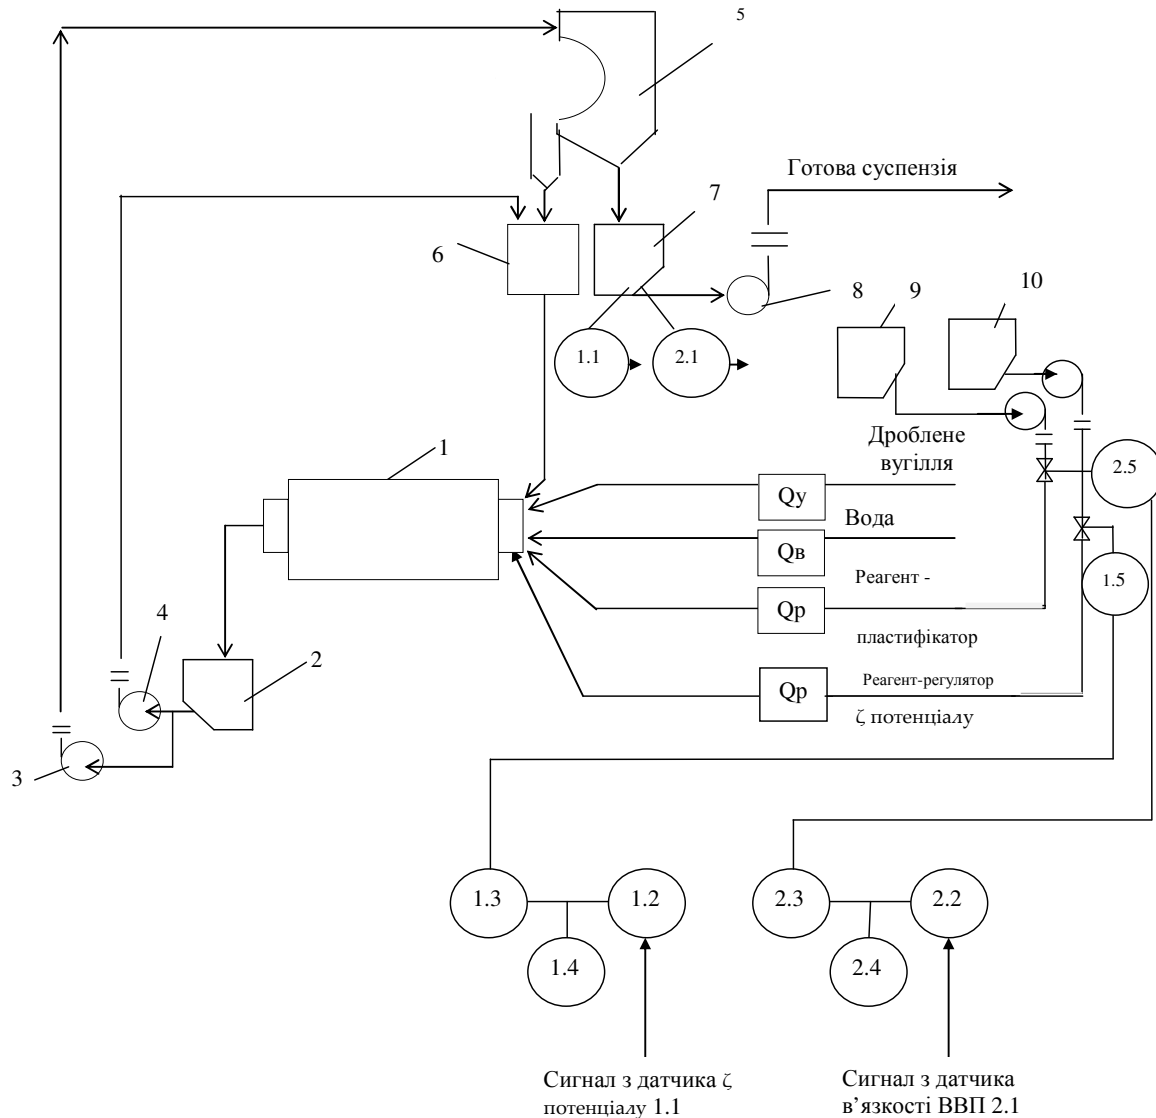 5
Готова суспензія
7
6
8
9
10
1.1
2.1
Дроблене
вугілля
1
2.5
Qу
Вода
Qв
Реагент -
1.5
Qр
4
пластифікатор
2
Реагент-регулятор
Qр
ζ потенціалу
3
1.3
1.2
2.3
2.2
1.4
2.4
Сигнал з датчика ζ
потенціалу 1.1
Сигнал з датчика
в’язкості ВВП 2.1